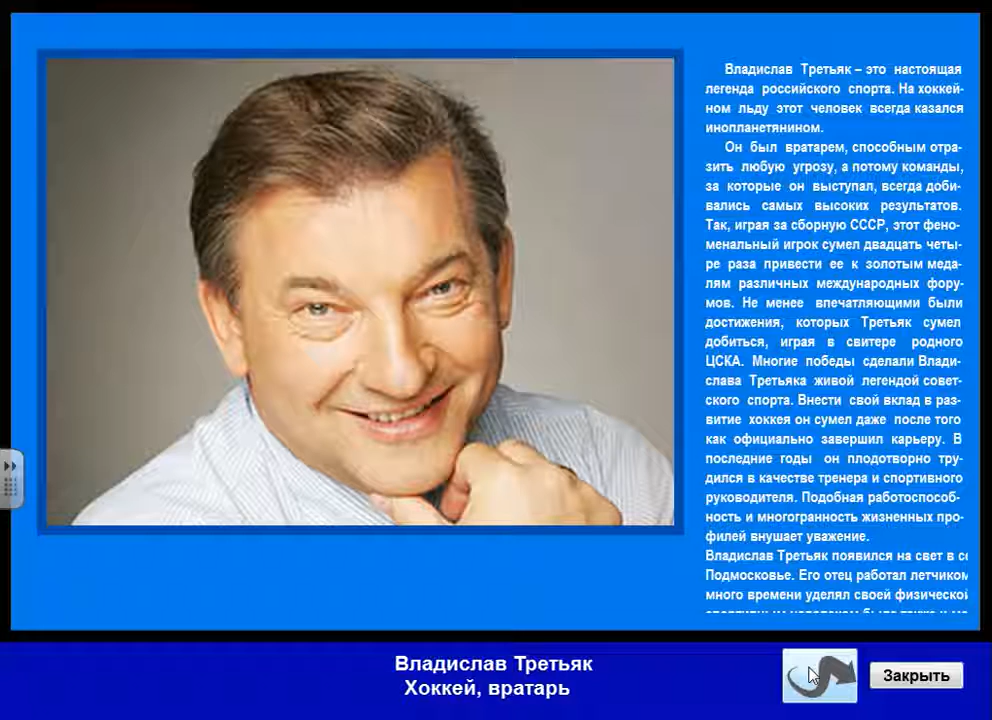 Владислав Третьяк – это настоящая
легенда российского спорта. На хоккей-
ном льду этот человек всегда казался
инопланетянином.
Он был вратарем, способным отра-
зить любую угрозу, а потому команды,
за которые он выступал, всегда доби-
вались самых высоких результатов.
Так, играя за сборную СССР, этот фено-
менальный игрок сумел двадцать четы-
ре раза привести ее к золотым меда-
лям различных международных фору-
мов. Не менее впечатляющими были
достижения, которых Третьяк сумел
добиться, играя в свитере родного
ЦСКА. Многие победы сделали Влади-
слава Третьяка живой легендой совет-
ского спорта. Внести свой вклад в раз-
витие хоккея он сумел даже после того
как официально завершил карьеру. В
последние годы он плодотворно тру-
дился в качестве тренера и спортивного
руководителя. Подобная работоспособ-
ность и многогранность жизненных про-
филей внушает уважение.
Владислав Третьяк появился на свет в
Подмосковье. Его отец работал летчиком
много времени уделял своей физической
Владислав Третьяк
Хоккей, вратарь
Закрыть